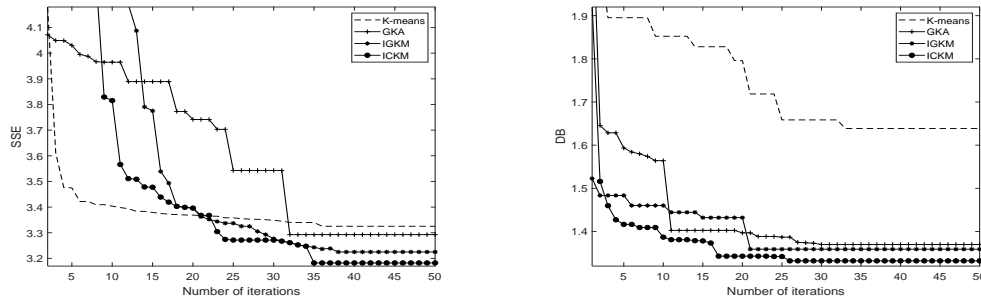 4.1
4
3.9
3.8
3.7
3.6
3.5
3.4
3.3
3.2
SSE
5 10 15 20 25 30 35 40 45 50
Number of iterations
K-means
GKA
IGKM
ICKM
1.9
1.8
1.7
1.6
1.5
1.4
DB
5 10 15 20 25 30 35 40 45 50
Number of iterations
K-means
GKA
IGKM
ICKM